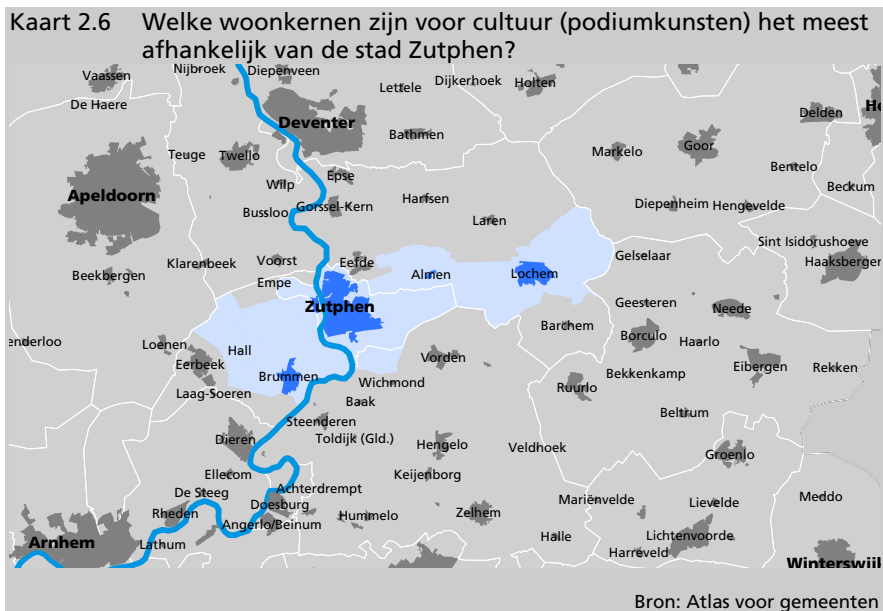 Kaart 2.6 Welke woonkernen zijn voor cultuur (podiumkunsten) het meest
afhankelijk van de stad Zutphen?
Nijbroek
Diepenveen
Vaassen
Lettele
Dijkerhoek
Holten
De Haere
Delden
He
Deventer
Bathmen
Teuge
Twello
Markelo
Goor
Bentelo
Wilp
Epse
Beckum
Apeldoorn
Harfsen
Bussloo
Gorssel-Kern
Diepenheim
Hengevelde
Laren
Sint Isidorushoeve
Klarenbeek
Voorst
Eefde
Gelselaar
Haaksberger
Beekbergen
Empe
Almen
Lochem
Zutphen
Geesteren
Neede
Barchem
enderloo
Loenen
Hall
Borculo
Haarlo
Eerbeek
Vorden
Brummen
Wichmond
Bekkenkamp
Eibergen
Rekken
Laag-Soeren
Baak
Ruurlo
Steenderen
Beltrum
Dieren
Toldijk (Gld.)
Hengelo
Veldhoek
Groenlo
Ellecom
Keijenborg
De Steeg
Achterdrempt
Mariënvelde
Lievelde
Meddo
Doesburg
Rheden
Angerlo/Beinum
Hummelo
Zelhem
Arnhem
Lathum
Halle
Lichtenvoorde
Harreveld
Winterswijk
Bron: Atlas voor gemeenten